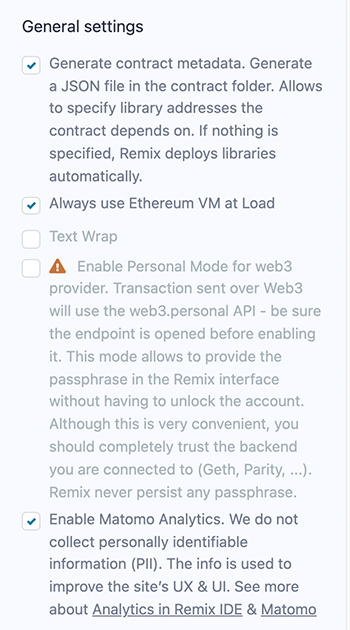 General settings
Generate contract metadata. Generate
a JSON file in the contract folder. Allows
to specify library addresses the
contract depends on. If nothing is
specified, Remix deploys libraries
automatically.
Always use Ethereum VM at Load
Text Wrap
Enable Personal Mode for web3
provider. Transaction sent over Web3
will use the web3.personal API - be sure
the endpoint is opened before enabling
it. This mode allows to provide the
passphrase in the Remix interface
without having to unlock the account.
Although this is very convenient, you
should completely trust the backend
you are connected to (Geth, Parity, ...).
Remix never persist any passphrase.
Enable Matomo Analytics. We do not
collect personally identifiable
information (PII). The info is used to
improve the site's UX & UI. See more
about Analytics in Remix IDE & Matomo